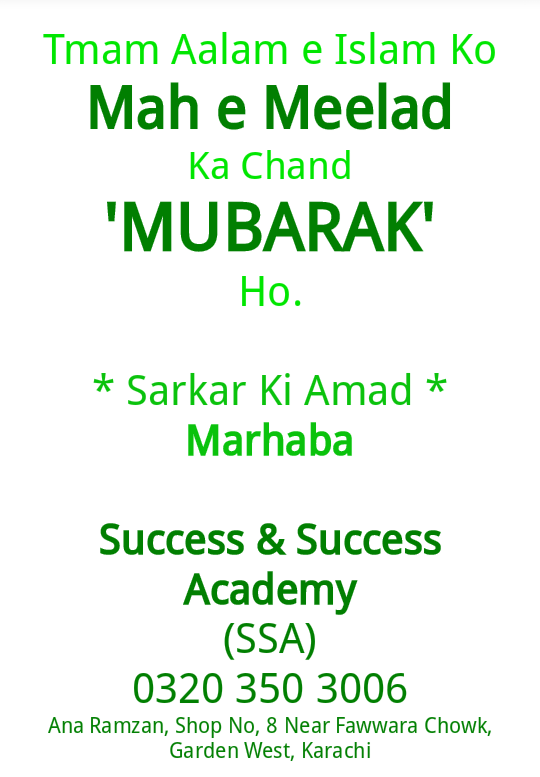 Tmam Aalam e Islam Ko
Mah e Meelad
Ka Chand
'MUBARAK'
Ho.
* Sarkar Ki Amad *
Marhaba
Success & Success
Academy
(SSA)
0320 350 3006
Ana Ramzan, Shop No, 8 Near Fawwara Chowk,
Garden West, Karachi